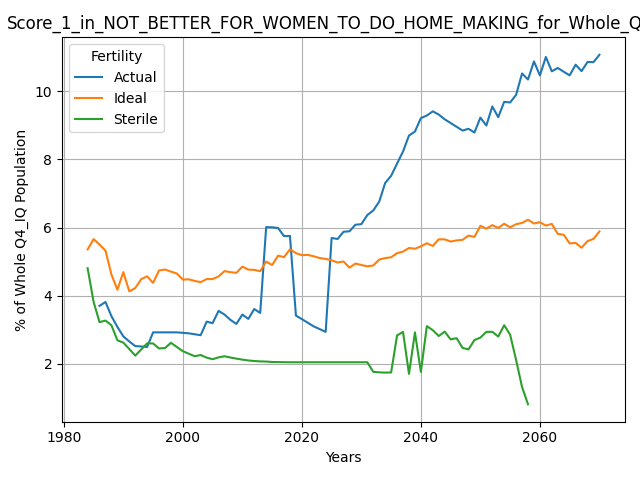 Score_1_in_NOT_BETTER_FOR_WOMEN_TO_DO_HOME_MAKING_for_Whole_Q
Fertility
Actual
Ideal
Sterile
% of Whole Q4_IQ Population
10
8
6
4
2
1980 2000 2020 2040 2060
Years